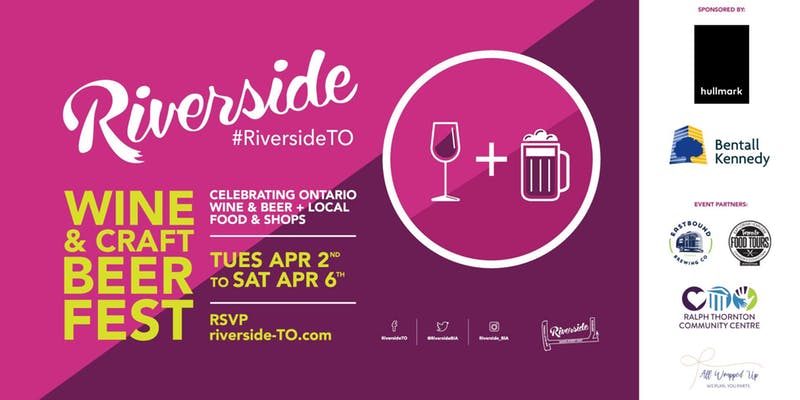 Riverside
#RiversideTO
WINE
& CRAFT
BEER
FEST
CELEBRATING ONTARIO
WINE & BEER + LOCAL
FOOD & SHOPS
TUES APR 2ND
TO SAT APR 6TH
RSVP
riverside-TO.com
RiversideTO
@RiversideBIA
Riverside_BIA
Riverside
SPONSORED BY:
hullmark
Bentall
Kennedy
EVENT PARTNERS:
EASTBOUND
BREWING CO
Toronto
FOOD TOURS
RALPH THORNTON
COMMUNITY CENTRE
All Wrapped Up
WE PLAN, YOU PARTY.